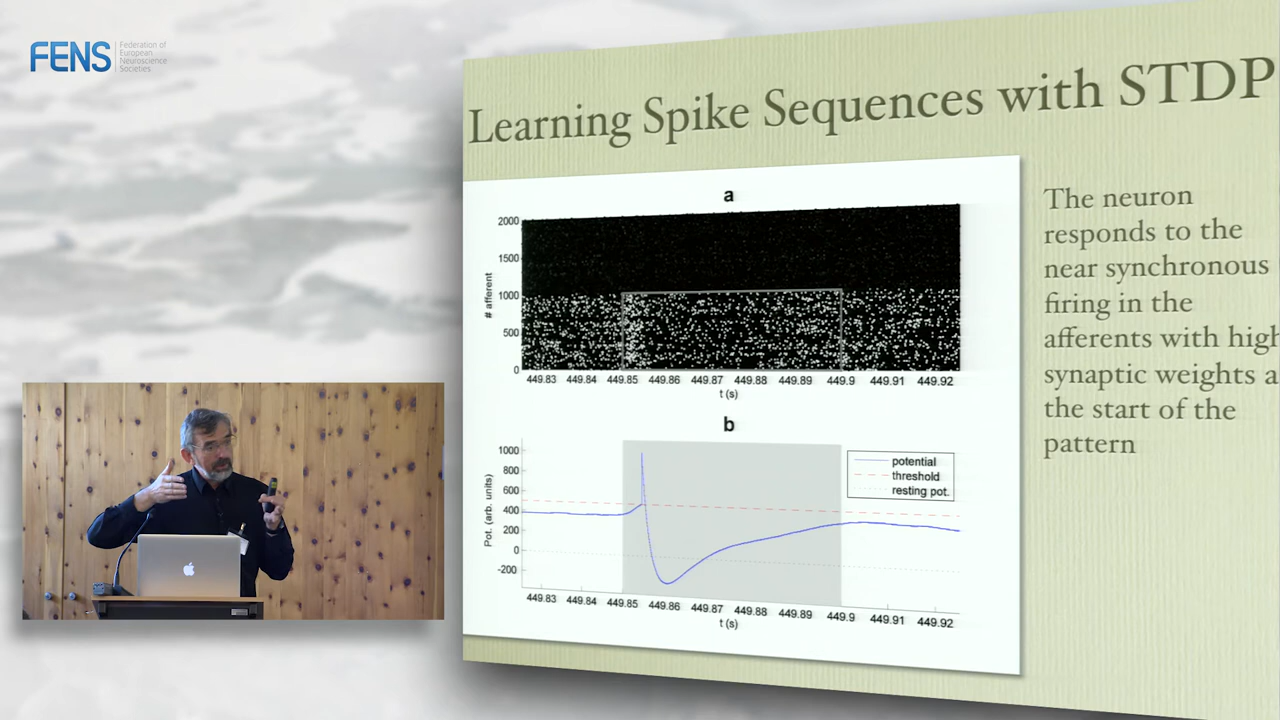 FENS
Federation of
European
Neuroscience
Societies
Learning Spike Sequences with STDP
a
2000
1500
1000
500
0
# afferent
449.83 449.84 449.85 449.86 449.87 449.88 449.89 449.9 449.91 449.92
t (s)
The neuron
responds to the
near synchronous
firing in the
afferents with high
synaptic weights a
the start of the
pattern
b
1000
800
600
400
200
0
-200
Pot. (arb. units)
potential
threshold
resting pot.
449.83 449.84 449.85 449.86 449.87 449.88 449.89 449.9 449.91 449.92
t (s)